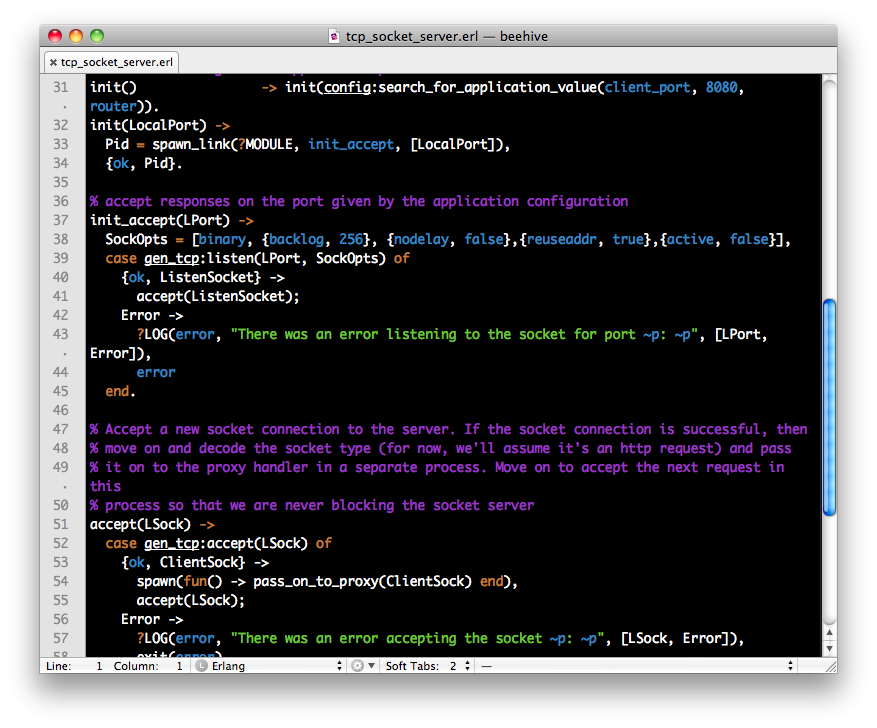 tcp_socket_server.erl — beehive
× tcp_socket_server.erl
31 init() -> init(config:search_for_application_value(client_port, 8080,
· router)).
32 init(LocalPort) ->
33 Pid = spawn_link(?MODULE, init_accept, [LocalPort]),
34 {ok, Pid}.
35
36 % accept responses on the port given by the application configuration
37 init_accept(LPort) ->
38 SockOpts = [binary, {backlog, 256}, {nodelay, false},{reuseaddr, true},{active, false}],
39 case gen_tcp:listen(LPort, SockOpts) of
40 {ok, ListenSocket} ->
41 accept(ListenSocket);
42 Error ->
43 ?LOG(error, "There was an error listening to the socket for port ~p: ~p", [LPort,
· Error]),
44 error
45 end.
46
47 % Accept a new socket connection to the server. If the socket connection is successful, then
48 % move on and decode the socket type (for now, we'll assume it's an http request) and pass
49 % it on to the proxy handler in a separate process. Move on to accept the next request in
· this
50 % process so that we are never blocking the socket server
51 accept(LSock) ->
52 case gen_tcp:accept(LSock) of
53 {ok, ClientSock} ->
54 spawn(fun() -> pass_on_to_proxy(ClientSock) end),
55 accept(LSock);
56 Error ->
57 ?LOG(error, "There was an error accepting the socket ~p: ~p", [LSock, Error]),
58 exit(error)
Line: 1 Column: 1 L Erlang Soft Tabs: 2 —